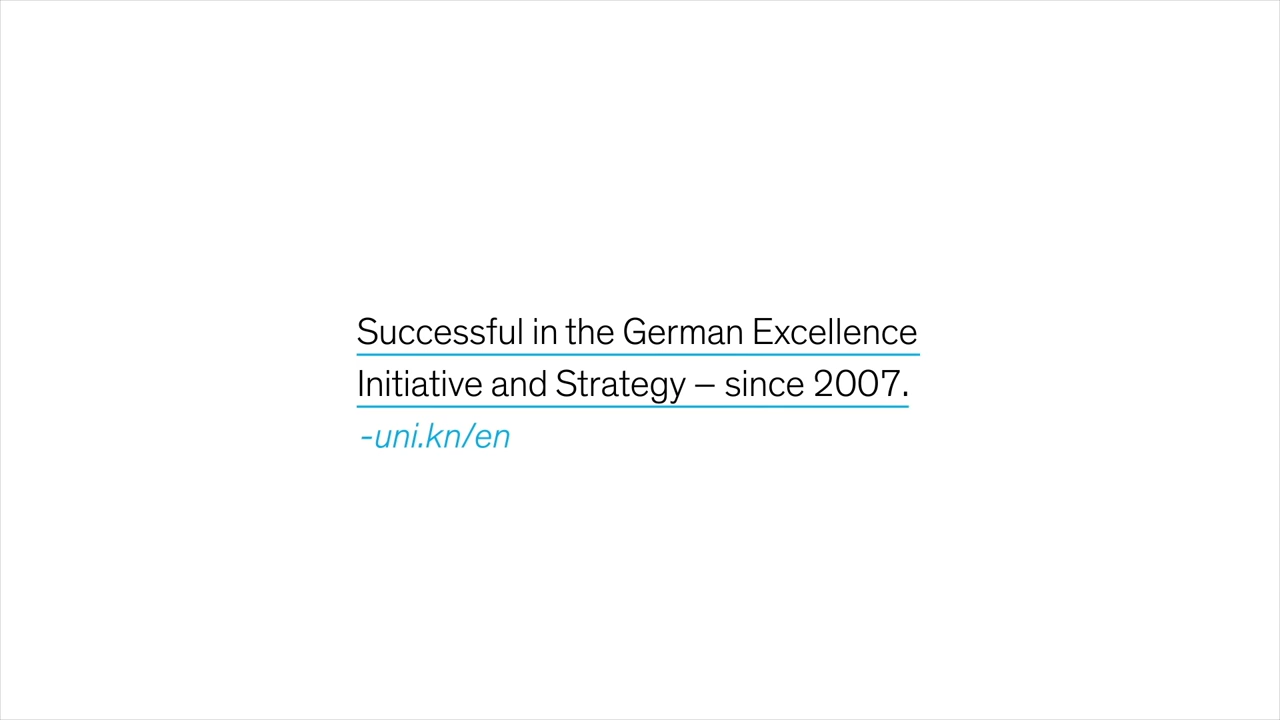 Successful in the German Excellence
Initiative and Strategy – since 2007.
-uni.kn/en